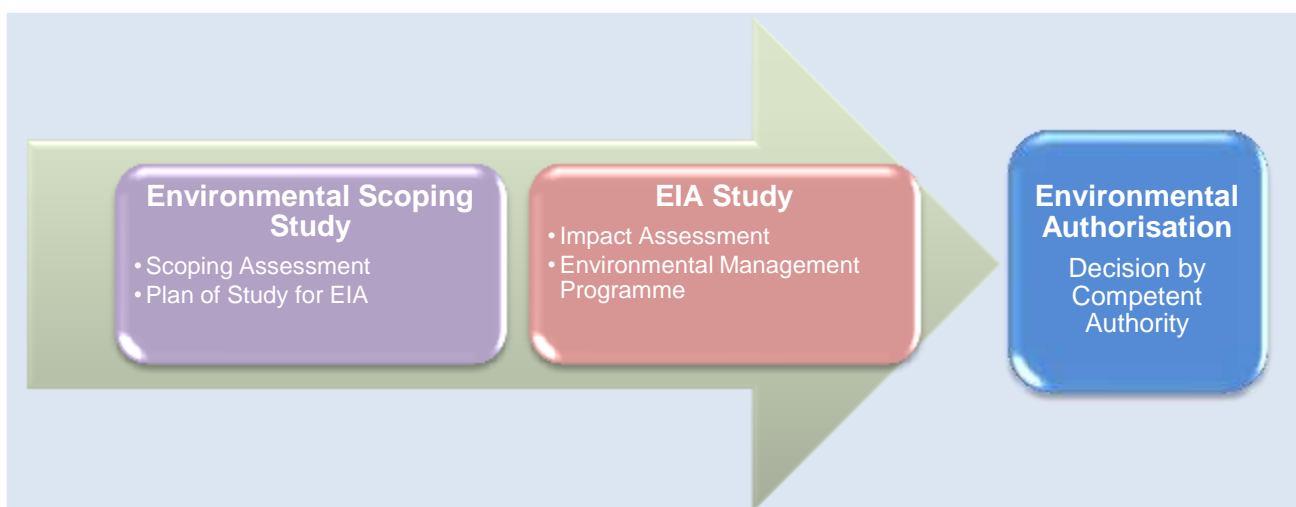 Environmental Scoping
Study
• Scoping Assessment
• Plan of Study for EIA
EIA Study
• Impact Assessment
• Environmental Management
Programme
Environmental
Authorisation
Decision by
Competent
Authority